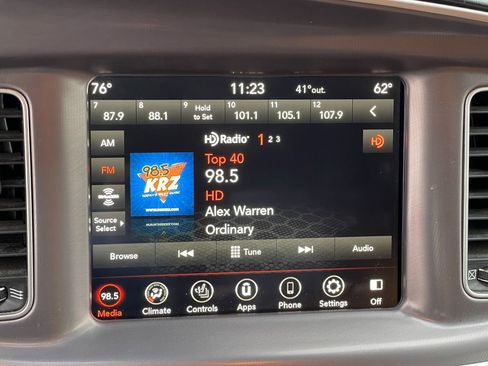 76° 11:23 41°out. 62°
7 87.9 8 88.1 9 Hold to Set 10 101.1 11 105.1 12 107.9
AM
HD Radio 1 2 3
HD
Top 40
FM
98.5
98.5
KRZ
HD
Alex Warren
Source Select
Ordinary
Browse Tune Audio
98.5
Media Climate Controls Apps Phone Settings Off